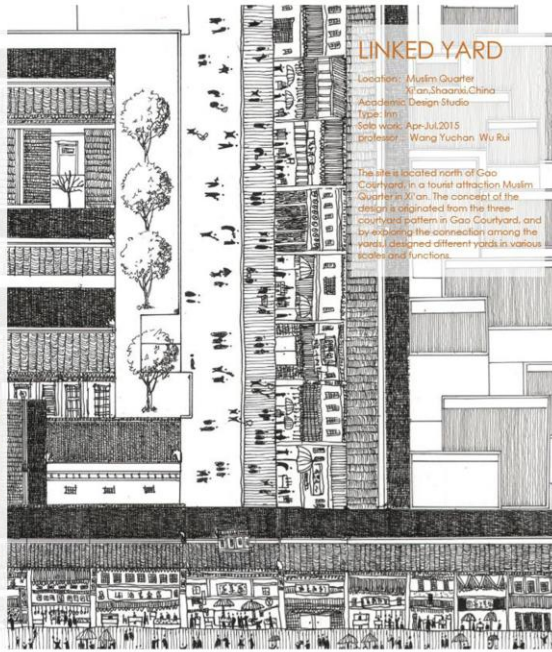 LINKED YARD
Location: Muslim Quarter
Xi'an,Shaanxi,China
Academic Design Studio
Type: Inn
Solo work, Apr-Jul,2015
professor: Wang Yuchan Wu Rui
The site is located north of Gao
Courtyard, in a tourist attraction Muslim
Quarter in Xi'an. The concept of the
design is originated from the three-
courtyard pattern in Gao Courtyard, and
by exploring the connection among the
yards,I designed different yards in various
scales and functions.